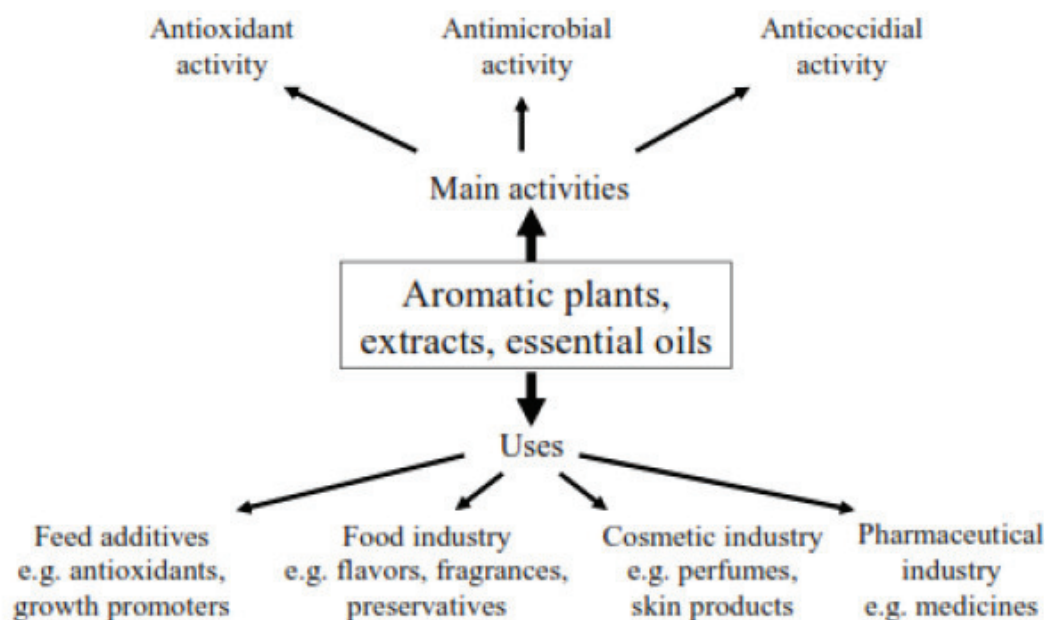 Antioxidant
activity
Antimicrobial
activity
Anticoccidial
activity
Main activities
Aromatic plants,
extracts, essential oils
Uses
Feed additives
e.g. antioxidants,
growth promoters
Food industry
e.g. flavors, fragrances,
preservatives
Cosmetic industry
e.g. perfumes,
skin products
Pharmaceutical
industry
e.g. medicines